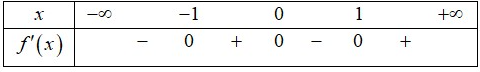 x −∞ −1 0 1 +∞
f′(x) − 0 + 0 − 0 +